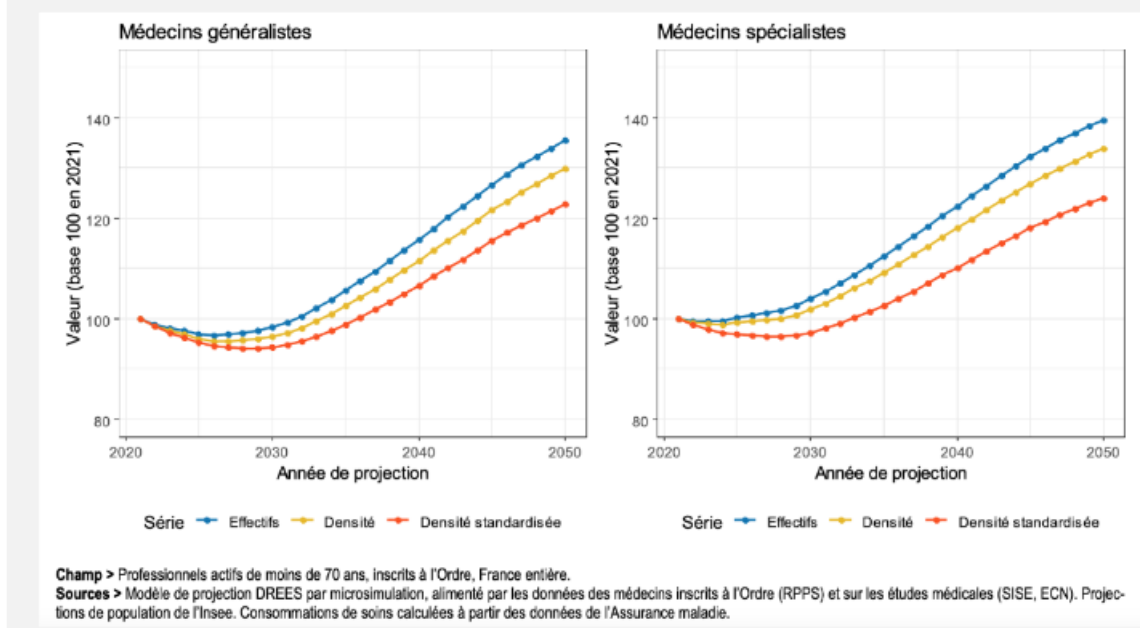 Médecins généralistes
Médecins spécialistes
Valeur (base 100 en 2021)
140
120
100
80
2020
2030
2040
2050
Année de projection
Valeur (base 100 en 2021)
140
120
100
80
2020
2030
2040
2050
Année de projection
Série Effectifs Densité Densité standardisée
Série Effectifs Densité Densité standardisée
Champ > Professionnels actifs de moins de 70 ans, inscrits à l'Ordre, France entière.
Sources > Modèle de projection DREES par microsimulation, alimenté par les données des médecins inscrits à l'Ordre (RPPS) et sur les études médicales (SISE, ECN). Projec-
tions de population de l'Insee. Consommations de soins calculées à partir des données de l'Assurance maladie.